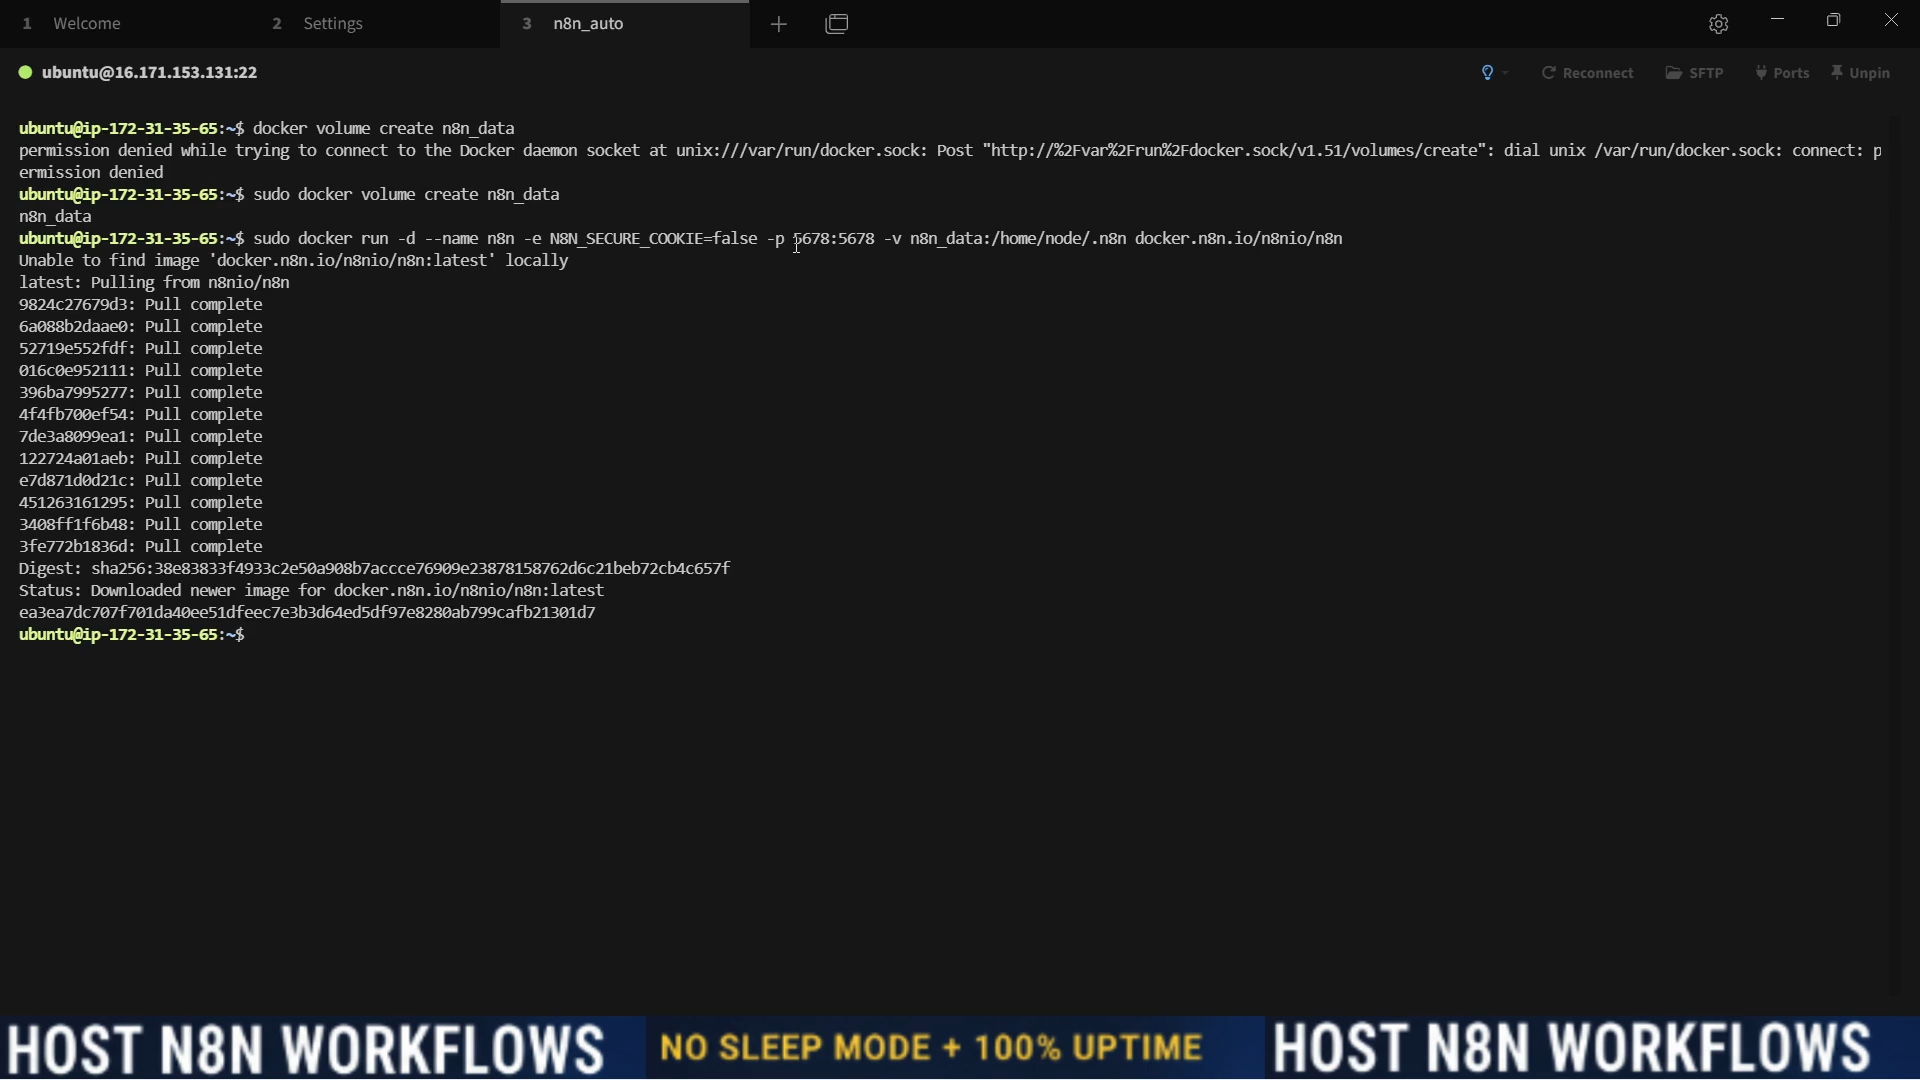 1 Welcome 2 Settings 3 n8n_auto
ubuntu@16.171.153.131:22 Reconnect SFTP Ports Unpin
ubuntu@ip-172-31-35-65:~$ docker volume create n8n_data
permission denied while trying to connect to the Docker daemon socket at unix:///var/run/docker.sock: Post "http://%2Fvar%2Frun%2Fdocker.sock/v1.51/volumes/create": dial unix /var/run/docker.sock: connect: p
ermission denied
ubuntu@ip-172-31-35-65:~$ sudo docker volume create n8n_data
n8n_data
ubuntu@ip-172-31-35-65:~$ sudo docker run -d --name n8n -e N8N_SECURE_COOKIE=false -p 5678:5678 -v n8n_data:/home/node/.n8n docker.n8n.io/n8nio/n8n
Unable to find image 'docker.n8n.io/n8nio/n8n:latest' locally
latest: Pulling from n8nio/n8n
9824c27679d3: Pull complete
6a088b2daae0: Pull complete
52719e552fdf: Pull complete
016c0e952111: Pull complete
396ba7995277: Pull complete
4f4fb700ef54: Pull complete
7de3a8099ea1: Pull complete
122724a01aeb: Pull complete
e7d871d0d21c: Pull complete
451263161295: Pull complete
3408ff1f6b48: Pull complete
3fe772b1836d: Pull complete
Digest: sha256:38e83833f4933c2e50a908b7accce76909e23878158762d6c21beb72cb4c657f
Status: Downloaded newer image for docker.n8n.io/n8nio/n8n:latest
ea3ea7dc707f701da40ee51dfeec7e3b3d64ed5df97e8280ab799cafb21301d7
ubuntu@ip-172-31-35-65:~$
HOST N8N WORKFLOWS NO SLEEP MODE + 100% UPTIME HOST N8N WORKFLOWS